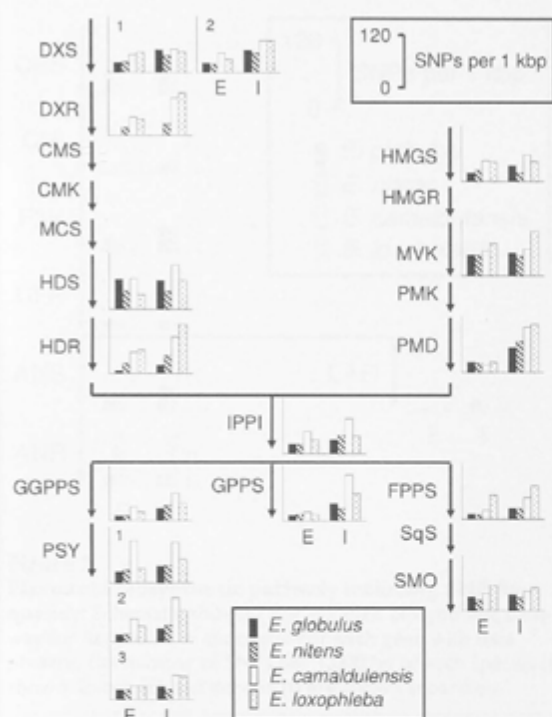 1
2
DXS
E I
120
SNPs per 1 kbp
0
DXR
CMS
CMK
MCS
HDS
HDR
HMGS
HMGR
MVK
PMK
PMD
IPPI
GGPPS
GPPS
FPPS
E I
PSY
1
2
3
SqS
SMO
E I
E I
E. globulus
E. nitens
E. camaldulensis
E. loxophleba